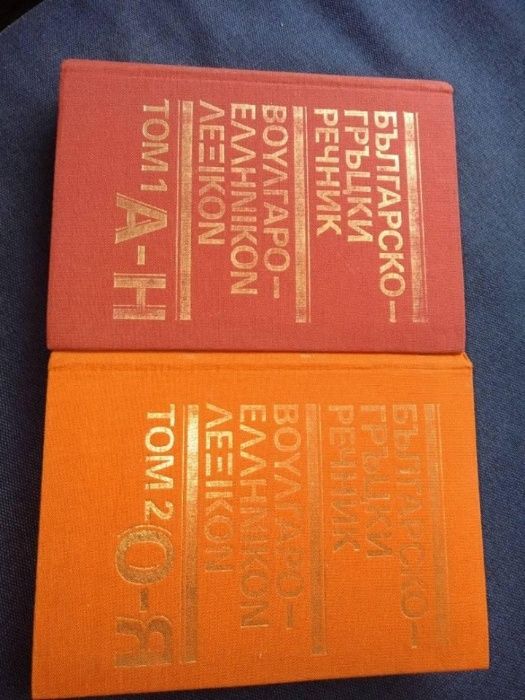 БЪЛГАРСКО—
ГРЪЦКИ
РЕЧНИК
ΒΟΥΛΓΑΡΟ—
ΕΛΛΗΝΙΚΟΝ
ΛΕΞΙΚΟΝ
ТОМ 1 А-Н
БЪЛГАРСКО—
ГРЪЦКИ
РЕЧНИК
ΒΟΥΛΓΑΡΟ—
ΕΛΛΗΝΙΚΟΝ
ΛΕΞΙΚΟΝ
ТОМ 2 О-Я